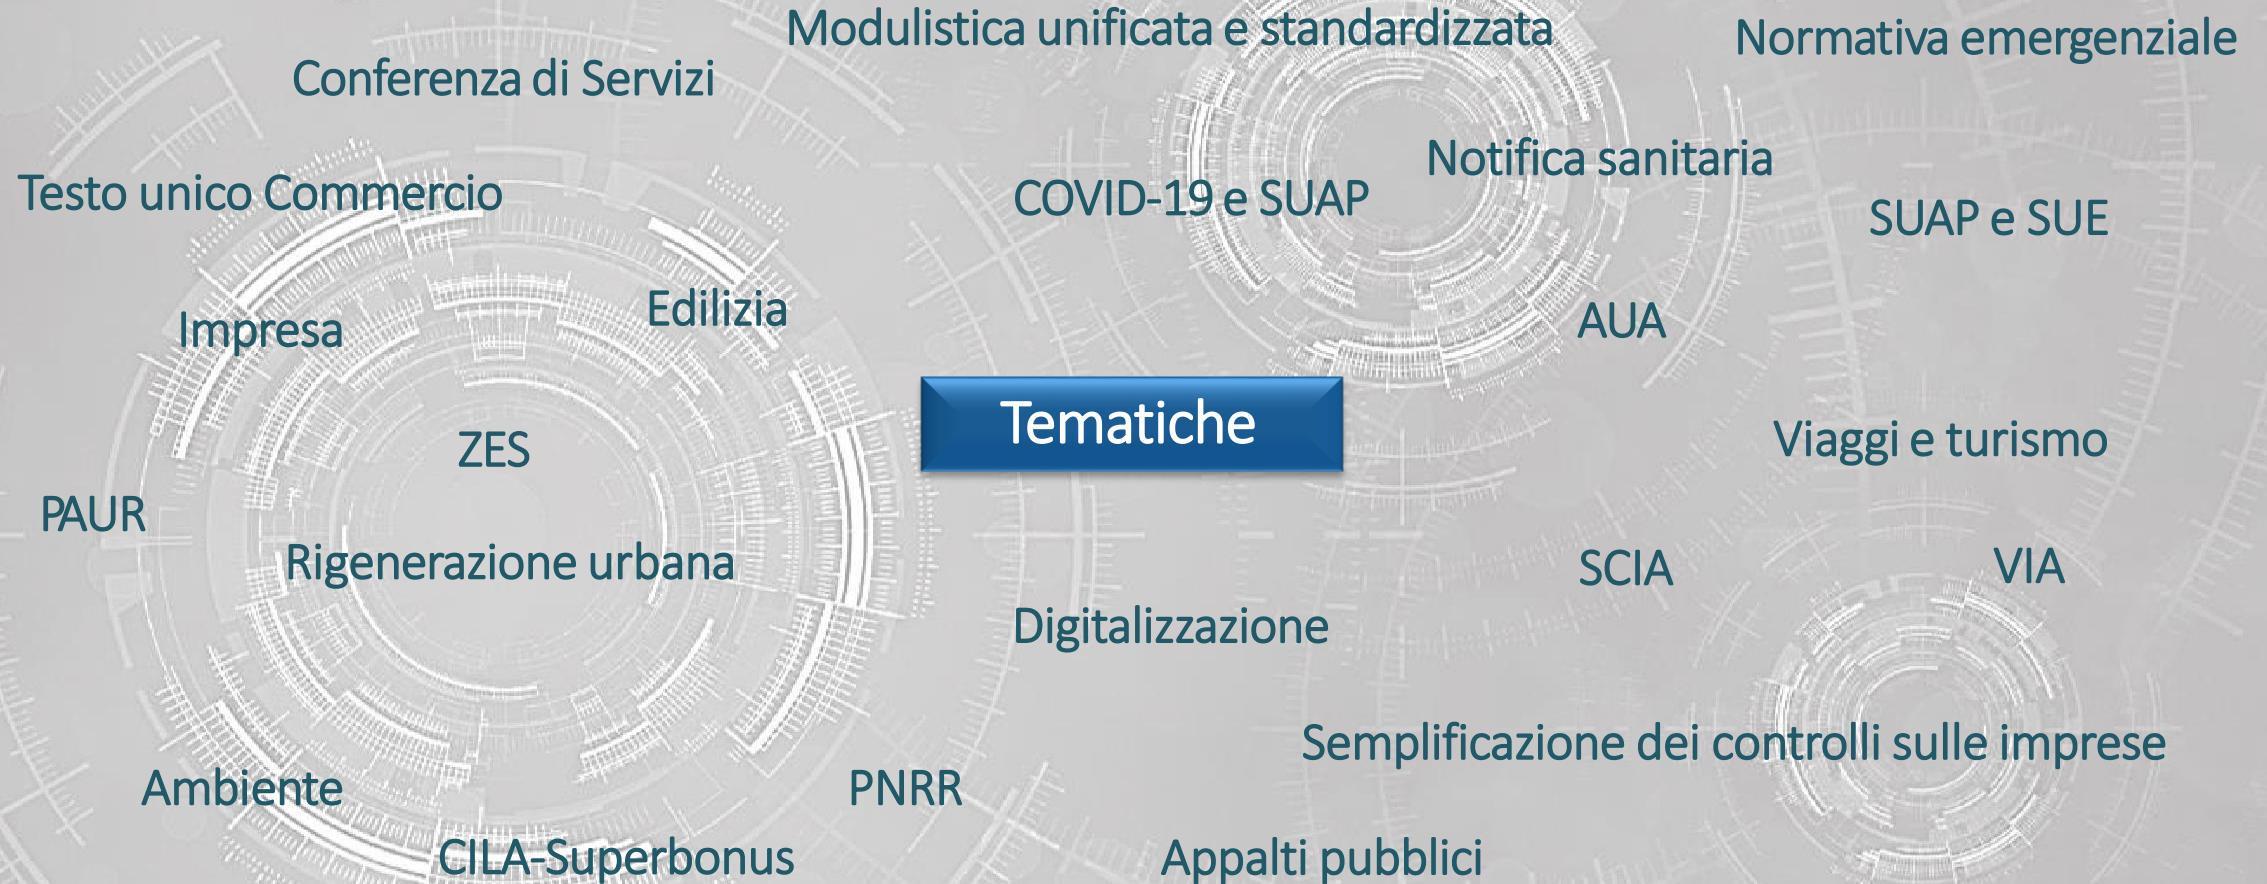 Modulistica unificata e standardizzata
Normativa emergenziale
Conferenza di Servizi
Notifica sanitaria
Testo unico Commercio
COVID-19 e SUAP
SUAP e SUE
Edilizia
Impresa
AUA
Tematiche
ZES
Viaggi e turismo
PAUR
Rigenerazione urbana
SCIA
VIA
Digitalizzazione
Semplificazione dei controlli sulle imprese
Ambiente
PNRR
CILA-Superbonus
Appalti pubblici